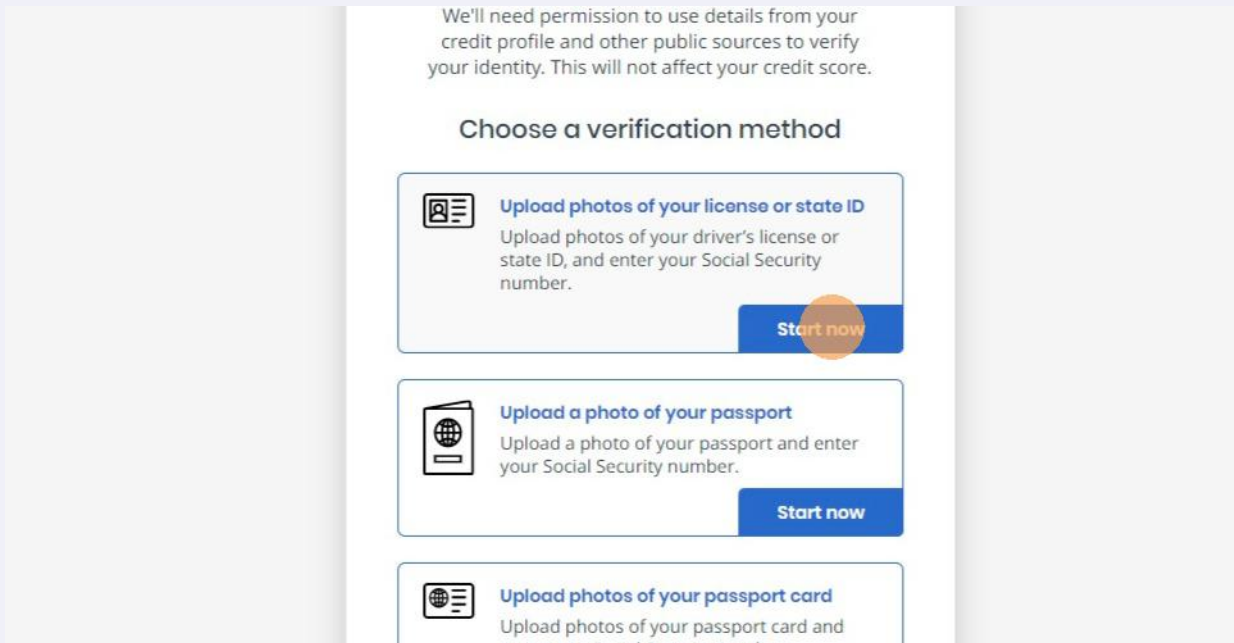 We'll need permission to use details from your
credit profile and other public sources to verify
your identity. This will not affect your credit score.
Choose a verification method
Upload photos of your license or state ID
Upload photos of your driver's license or
state ID, and enter your Social Security
number.
Start now
Upload a photo of your passport
Upload a photo of your passport and enter
your Social Security number.
Start now
Upload photos of your passport card
Upload photos of your passport card and